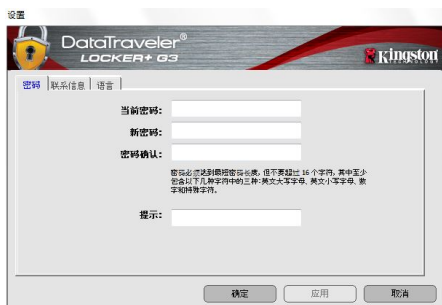 设置
DataTraveler®
LOCKER+ G3
Kingston
TECHNOLOGY
密码 联系信息 语言
当前密码:
新密码:
密码确认:
密码必须达到最短密码长度，但不要超过 16 个字符，其中至少
包含以下几种字符中的三种:英文大写字母、英文小写字母、数
字和特殊字符。
提示:
确定 应用 取消